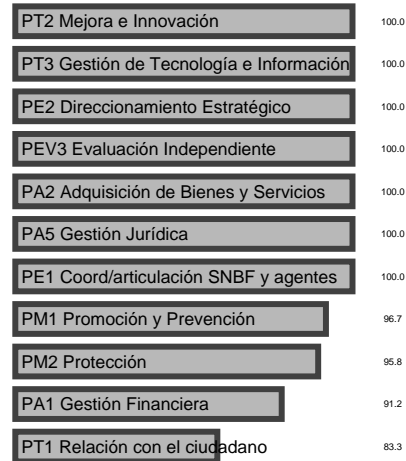 PT2 Mejora e Innovación 100.0
PT3 Gestión de Tecnología e Información 100.0
PE2 Direccionamiento Estratégico 100.0
PEV3 Evaluación Independiente 100.0
PA2 Adquisición de Bienes y Servicios 100.0
PA5 Gestión Jurídica 100.0
PE1 Coord/articulación SNBF y agentes 100.0
PM1 Promoción y Prevención 96.7
PM2 Protección 95.8
PA1 Gestión Financiera 91.2
PT1 Relación con el ciudadano 83.3